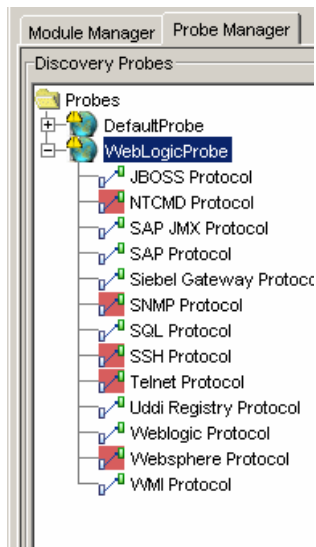 Module Manager Probe Manager
Discovery Probes
Probes
DefaultProbe
WebLogicProbe
JBOSS Protocol
NTCMD Protocol
SAP JMX Protocol
SAP Protocol
Siebel Gateway Protoco
SNMP Protocol
SQL Protocol
SSH Protocol
Telnet Protocol
Uddi Registry Protocol
Weblogic Protocol
Websphere Protocol
WMI Protocol